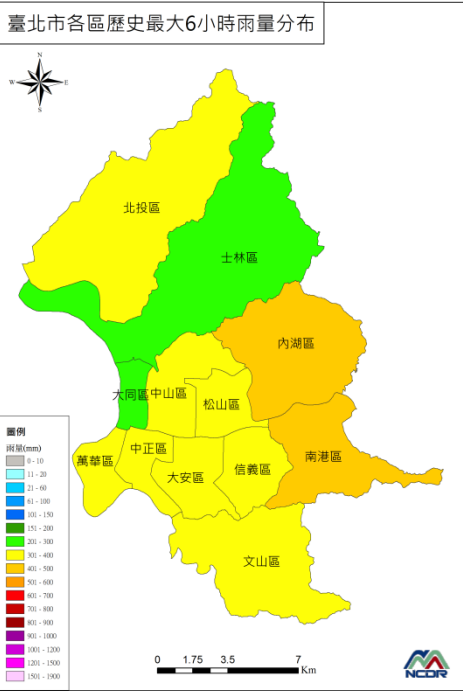 臺北市各區歷史最大6小時雨量分布
N
W
E
S
北投區
士林區
內湖區
大同區
中山區
松山區
南港區
萬華區
中正區
大安區
信義區
文山區
圖例
雨量(mm)
0 - 10
11 - 20
21 - 60
61 - 100
101 - 150
151 - 200
201 - 300
301 - 400
401 - 500
501 - 600
601 - 700
701 - 800
801 - 900
901 - 1000
1001 - 1200
1201 - 1500
1501 - 1900
0 1.75 3.5 7
Km
NCDR